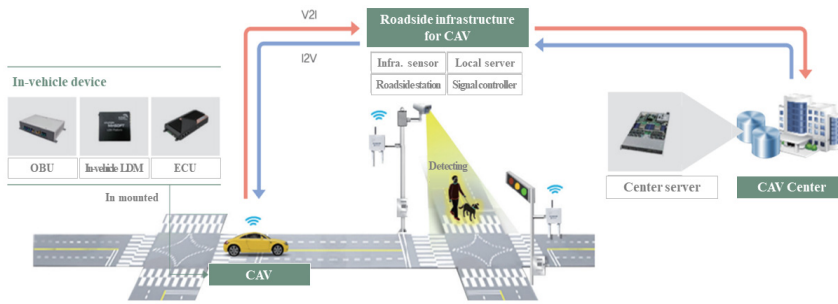 V2I
I2V
Roadside infrastructure
for CAV
Infra. sensor
Local server
Roadside station
Signal controller
In-vehicle device
OBU
In-vehicle LDM
ECU
In mounted
Detecting
Center server
CAV Center
CAV